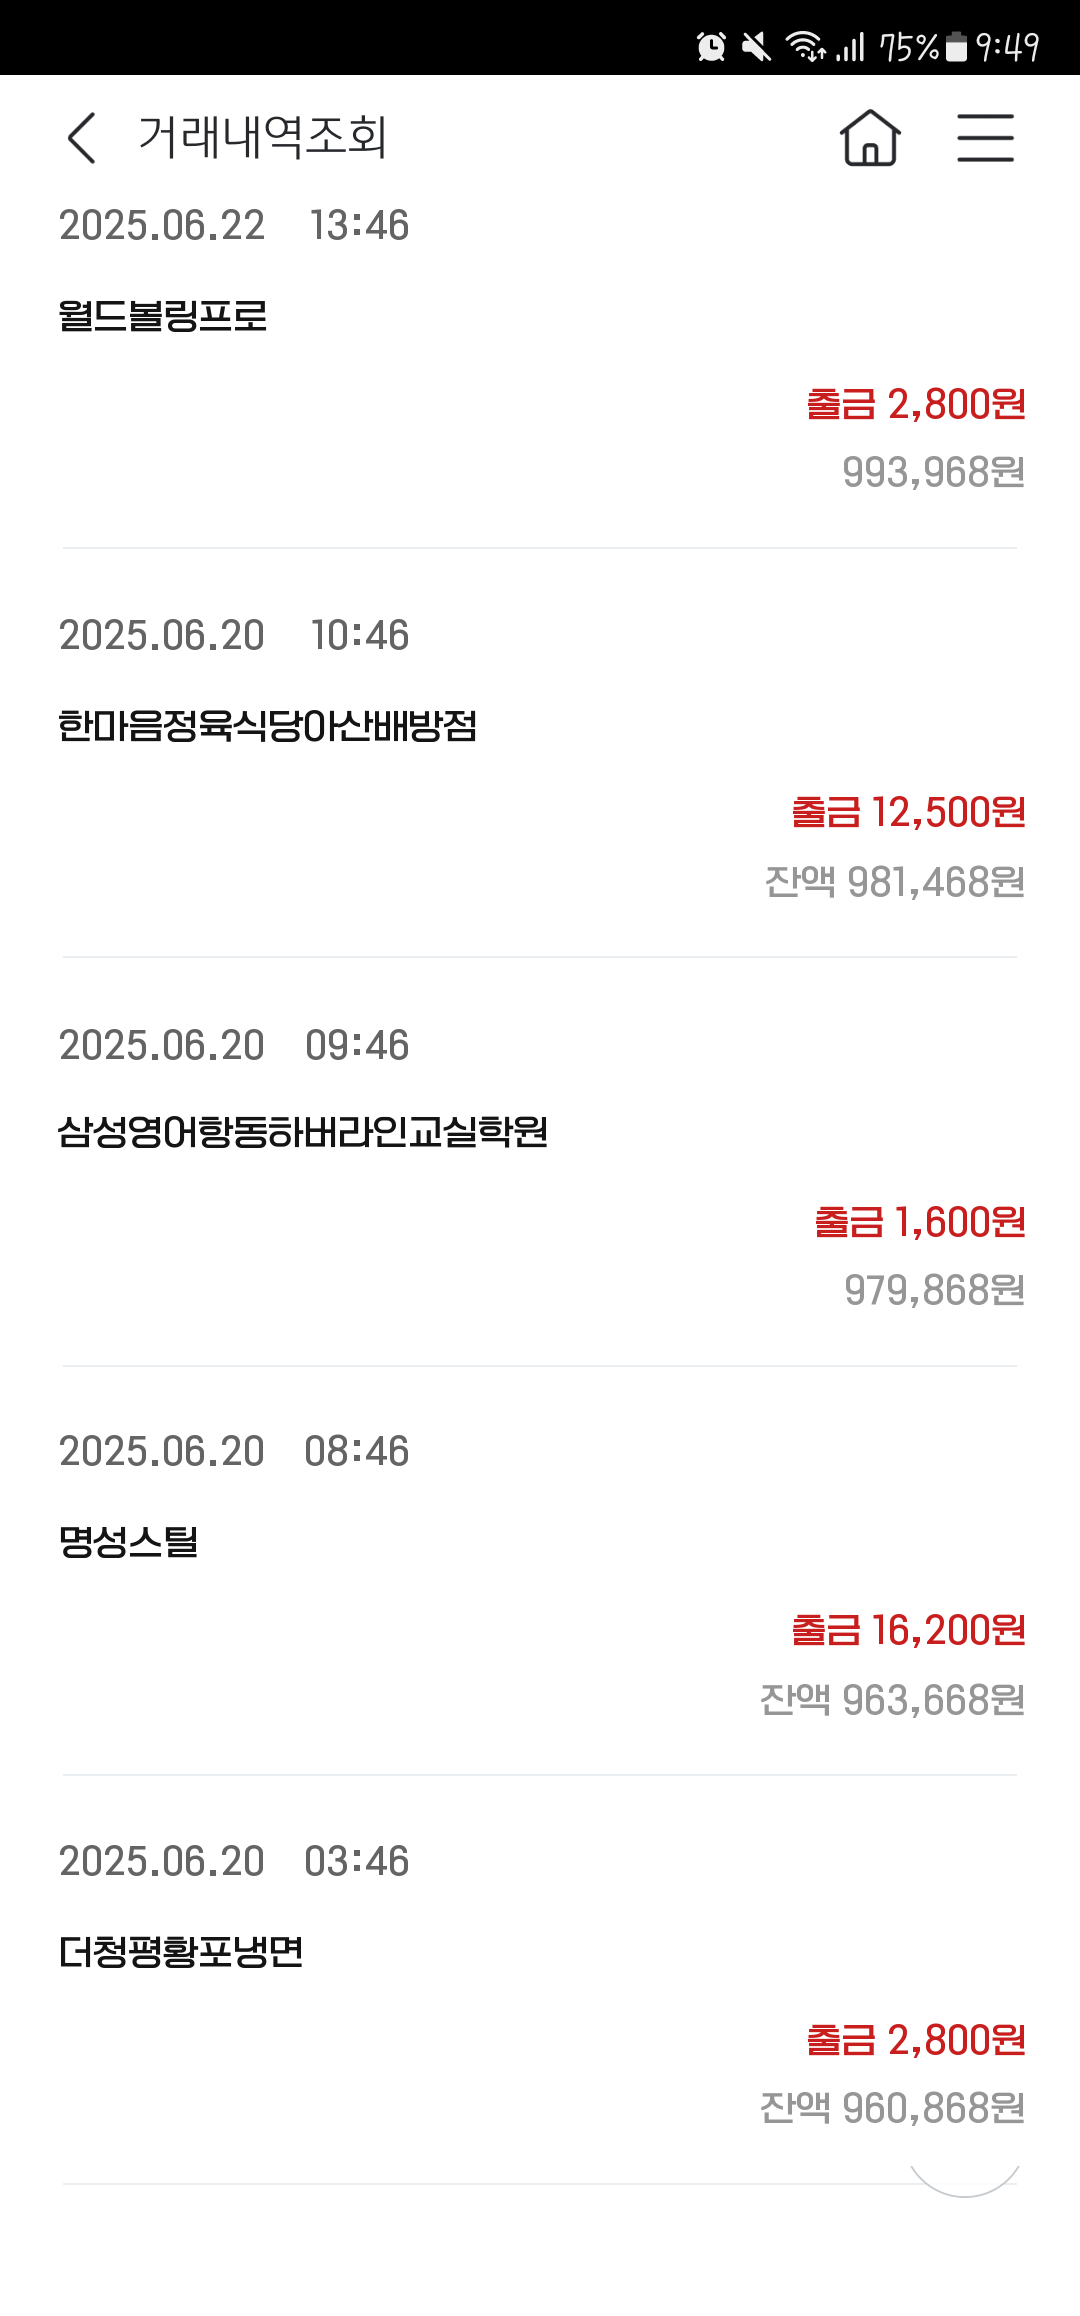 75% 9:49
거래내역조회
2025.06.22 13:46
월드볼링프로
출금 2,800원
993,968원
2025.06.20 10:46
한마음정육식당아산배방점
출금 12,500원
잔액 981,468원
2025.06.20 09:46
삼성영어항동하버라인교실학원
출금 1,600원
979,868원
2025.06.20 08:46
명성스틸
출금 16,200원
잔액 963,668원
2025.06.20 03:46
더청평황포냉면
출금 2,800원
잔액 960,868원